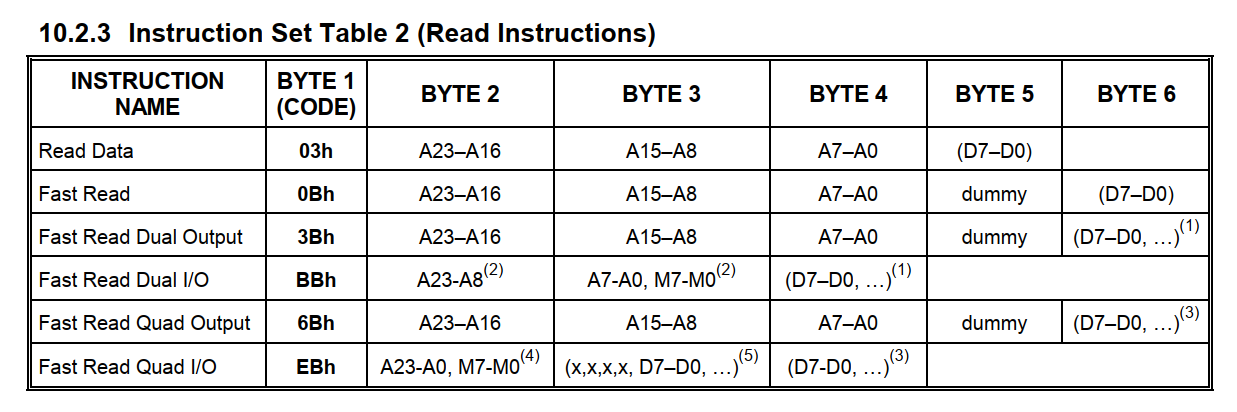 10.2.3 Instruction Set Table 2 (Read Instructions)
INSTRUCTION NAME BYTE 1 (CODE) BYTE 2 BYTE 3 BYTE 4 BYTE 5 BYTE 6
Read Data 03h A23–A16 A15–A8 A7–A0 (D7–D0)
Fast Read 0Bh A23–A16 A15–A8 A7–A0 dummy (D7–D0)
Fast Read Dual Output 3Bh A23–A16 A15–A8 A7–A0 dummy (D7–D0, …)(1)
Fast Read Dual I/O BBh A23-A8(2) A7-A0, M7-M0(2) (D7–D0, …)(1)
Fast Read Quad Output 6Bh A23–A16 A15–A8 A7–A0 dummy (D7–D0, …)(3)
Fast Read Quad I/O EBh A23-A0, M7-M0(4) (x,x,x,x, D7–D0, …)(5) (D7-D0, …)(3)